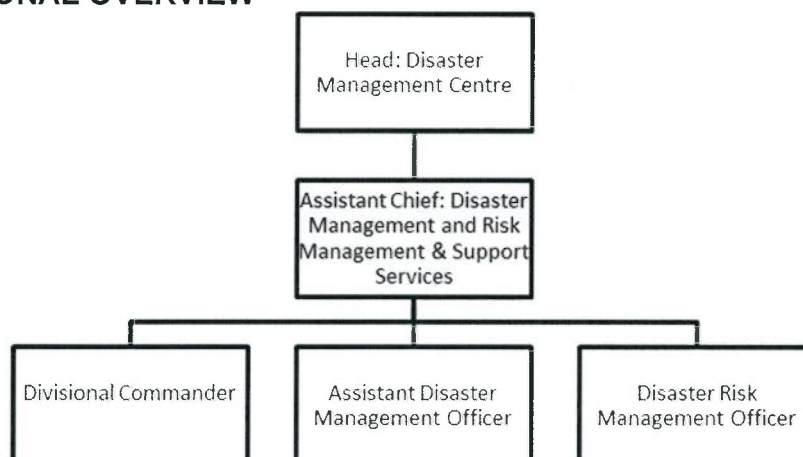 OVERVIEW
Head: Disaster
Management Centre
Assistant Chief: Disaster
Management and Risk
Management & Support
Services
Divisional Commander
Assistant Disaster
Management Officer
Disaster Risk
Management Officer